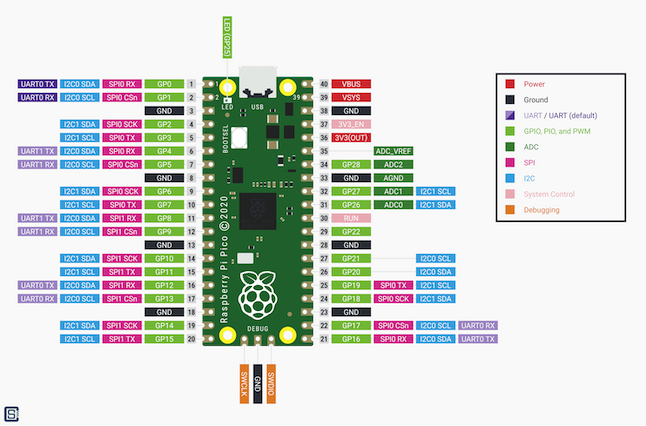 LED (GP25)
UART0 TX I2C0 SDA SPI0 RX GP0 1 40 VBUS
UART0 RX I2C0 SCL SPI0 CSn GP1 2 39 VSYS
GND 3 38 GND
I2C1 SDA SPI0 SCK GP2 4 37 3V3_EN
I2C1 SCL SPI0 TX GP3 5 36 3V3(OUT)
UART1 TX I2C0 SDA SPI0 RX GP4 6 35 ADC_VREF
UART1 RX I2C0 SCL SPI0 CSn GP5 7 34 GP28 ADC2
GND 8 33 GND AGND
I2C1 SDA SPI0 SCK GP6 9 32 GP27 ADC1 I2C1 SCL
I2C1 SCL SPI0 TX GP7 10 31 GP26 ADC0 I2C1 SDA
UART1 TX I2C0 SDA SPI1 RX GP8 11 30 RUN
UART1 RX I2C0 SCL SPI1 CSn GP9 12 29 GP22
GND 13 28 GND
I2C1 SDA SPI1 SCK GP10 14 27 GP21 I2C0 SCL
I2C1 SCL SPI1 TX GP11 15 26 GP20 I2C0 SDA
UART0 TX I2C0 SDA SPI1 RX GP12 16 25 GP19 SPI0 TX I2C1 SCL
UART0 RX I2C0 SCL SPI1 CSn GP13 17 24 GP18 SPI0 SCK I2C1 SDA
GND 18 23 GND
I2C1 SDA SPI1 SCK GP14 19 22 GP17 SPI0 CSn I2C0 SCL UART0 RX
I2C1 SCL SPI1 TX GP15 20 21 GP16 SPI0 RX I2C0 SDA UART0 TX
1
2
39
LED
USB
BOOTSEL
Raspberry Pi Pico ©2020
DEBUG
SWCLK
GND
SWDIO
Power
Ground
UART / UART (default)
GPIO, PIO, and PWM
ADC
SPI
I2C
System Control
Debugging